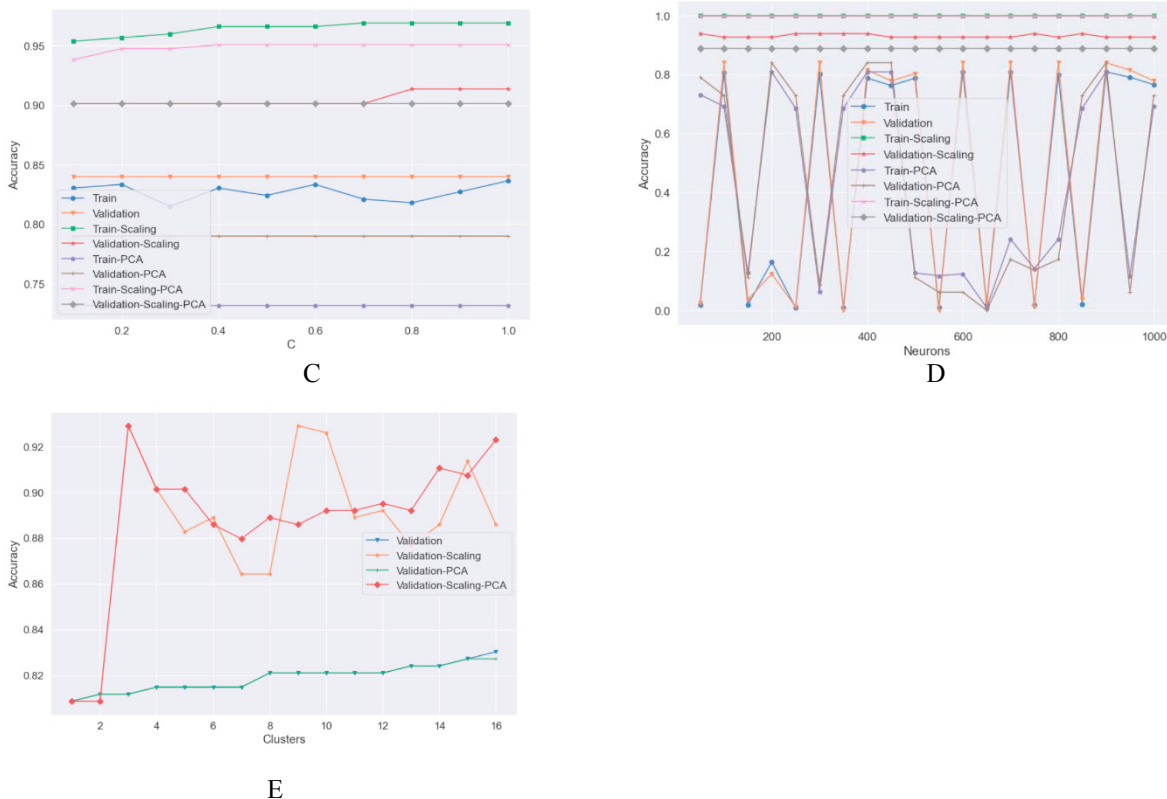 0.95
0.90
0.85
0.80
0.75
Accuracy
Train
Validation
Train-Scaling
Validation-Scaling
Train-PCA
Validation-PCA
Train-Scaling-PCA
Validation-Scaling-PCA
0.2 0.4 0.6 0.8 1.0
C
C
1.0
0.8
0.6
0.4
0.2
0.0
Accuracy
Train
Validation
Train-Scaling
Validation-Scaling
Train-PCA
Validation-PCA
Train-Scaling-PCA
Validation-Scaling-PCA
200 400 600 800 1000
Neurons
D
0.92
0.90
0.88
0.86
0.84
0.82
Accuracy
Validation
Validation-Scaling
Validation-PCA
Validation-Scaling-PCA
2 4 6 8 10 12 14 16
Clusters
E